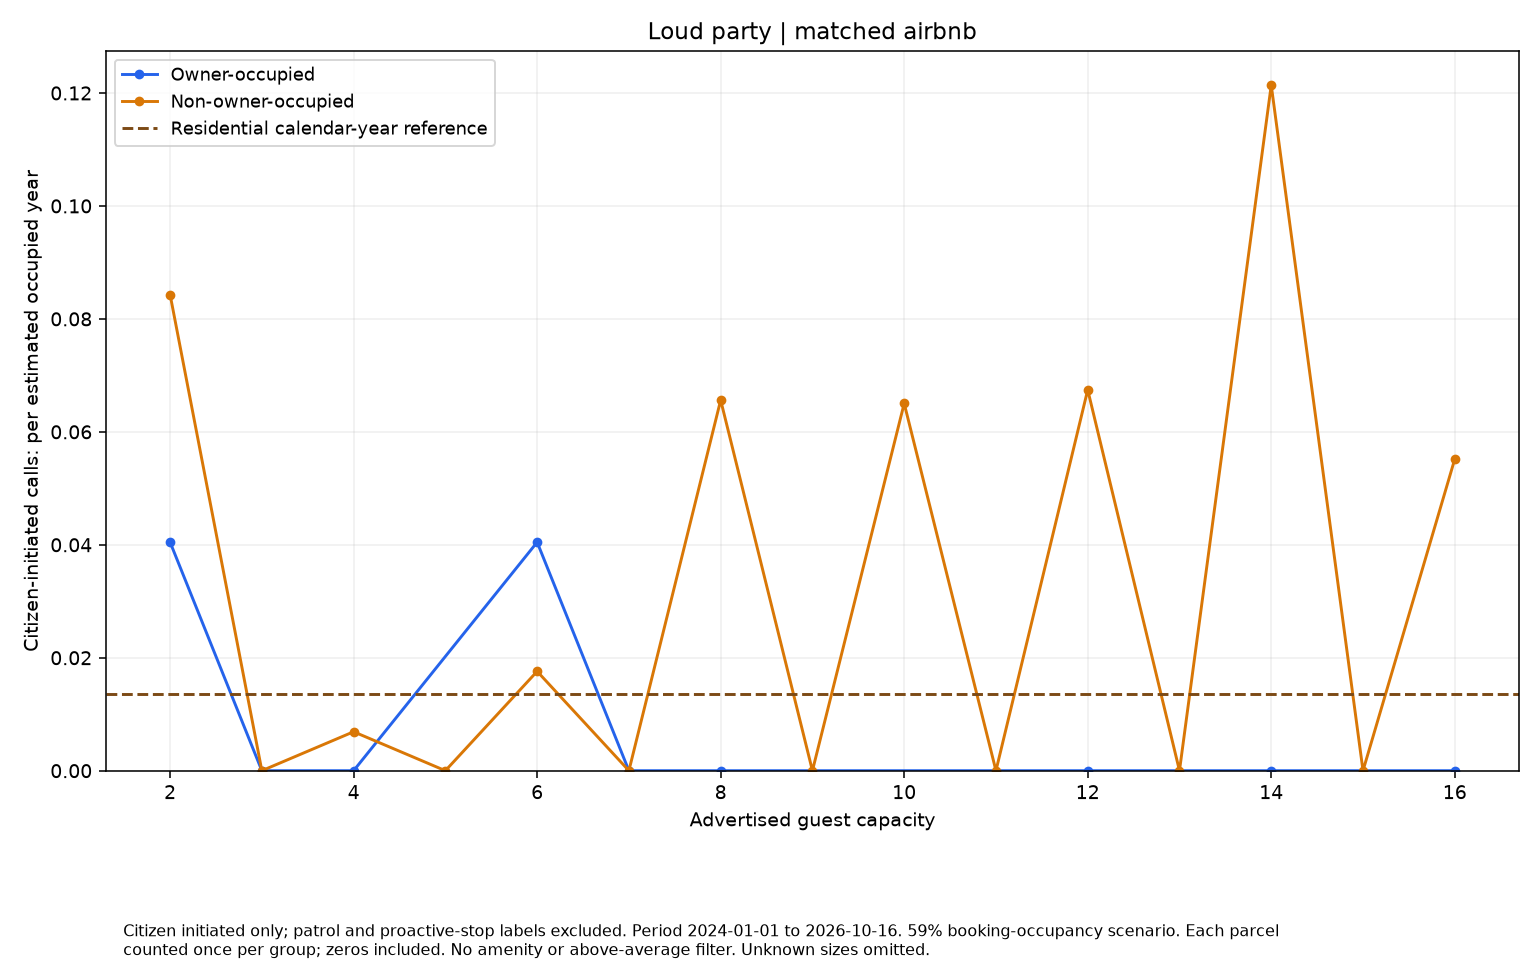 Loud party | matched airbnb
Owner-occupied
Non-owner-occupied
Residential calendar-year reference
Citizen-initiated calls: per estimated occupied year
0.12
0.10
0.08
0.06
0.04
0.02
0.00
2 4 6 8 10 12 14 16
Advertised guest capacity
Citizen initiated only; patrol and proactive-stop labels excluded. Period 2024-01-01 to 2026-10-16. 59% booking-occupancy scenario. Each parcel
counted once per group; zeros included. No amenity or above-average filter. Unknown sizes omitted.